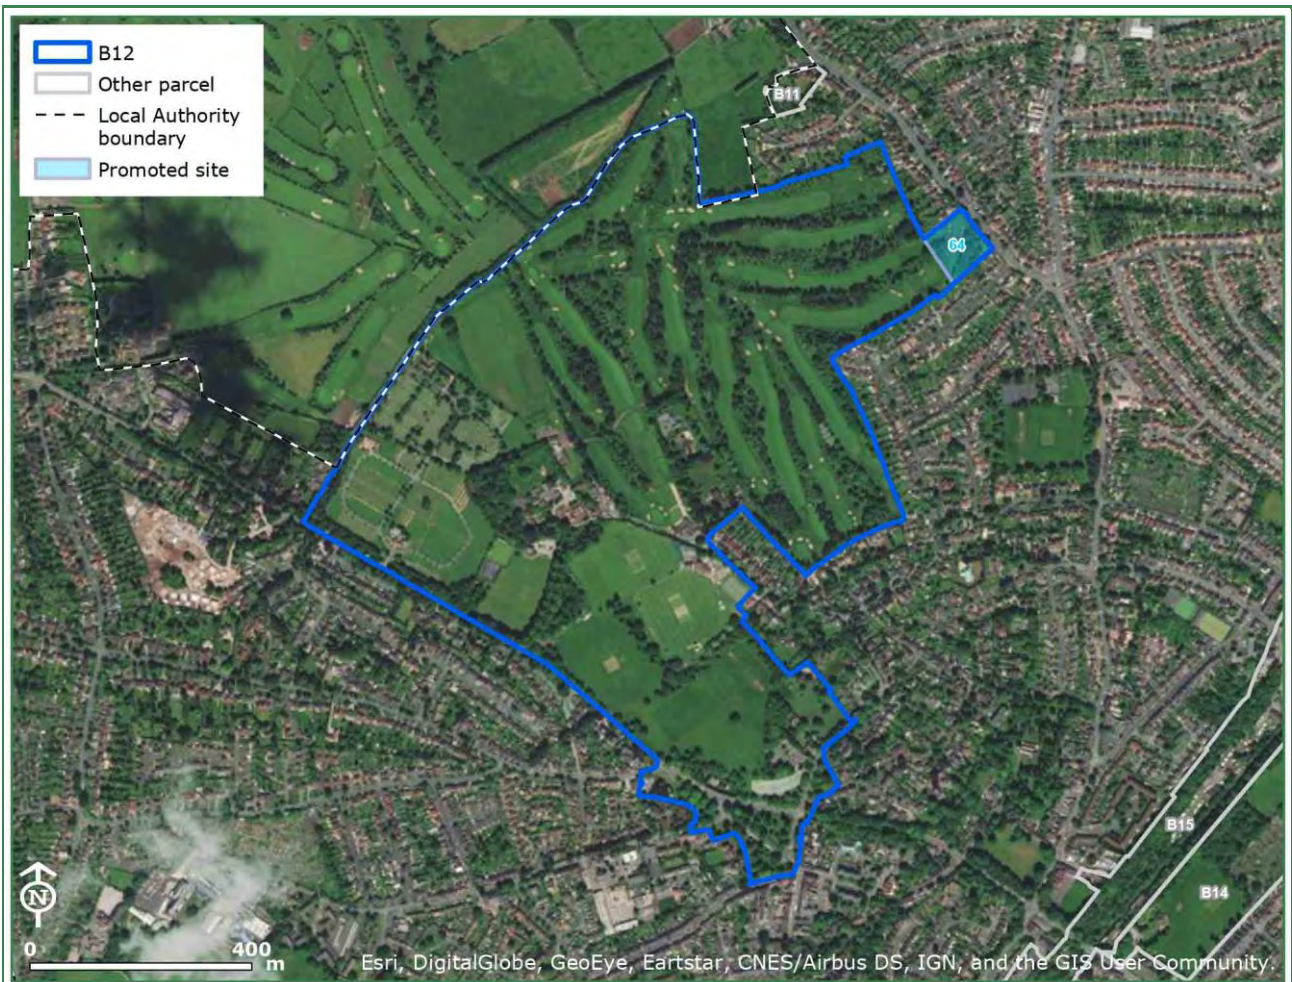 B12
Other parcel
Local Authority
boundary
Promoted site
B11
64
B15
B14
N
0 400
m
Esri, DigitalGlobe, GeoEye, Eartstar, CNES/Airbus DS, IGN, and the GIS User Community.